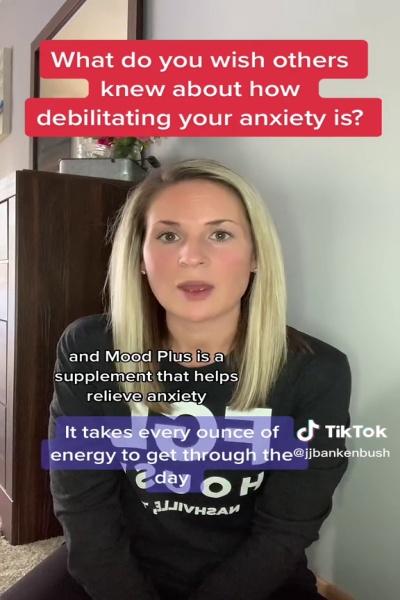 What do you wish others
knew about how
debilitating your anxiety is?
and Mood Plus is a
supplement that helps
relieve anxiety
It takes every ounce of
energy to get through the
day
TikTok
@jjbankenbush
NASHVILLE,